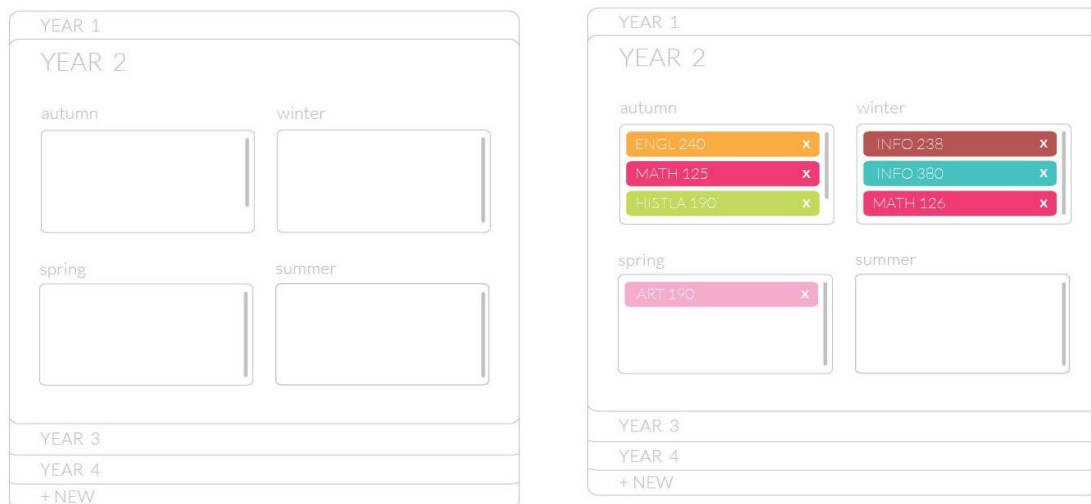 YEAR 1
YEAR 2
autumn winter
spring summer
YEAR 3
YEAR 4
+ NEW
YEAR 1
YEAR 2
autumn winter
ENGL 240 x INFO 238 x
MATH 125 x INFO 380 x
HISTLA 190 x MATH 126 x
spring summer
ART 190 x
YEAR 3
YEAR 4
+ NEW